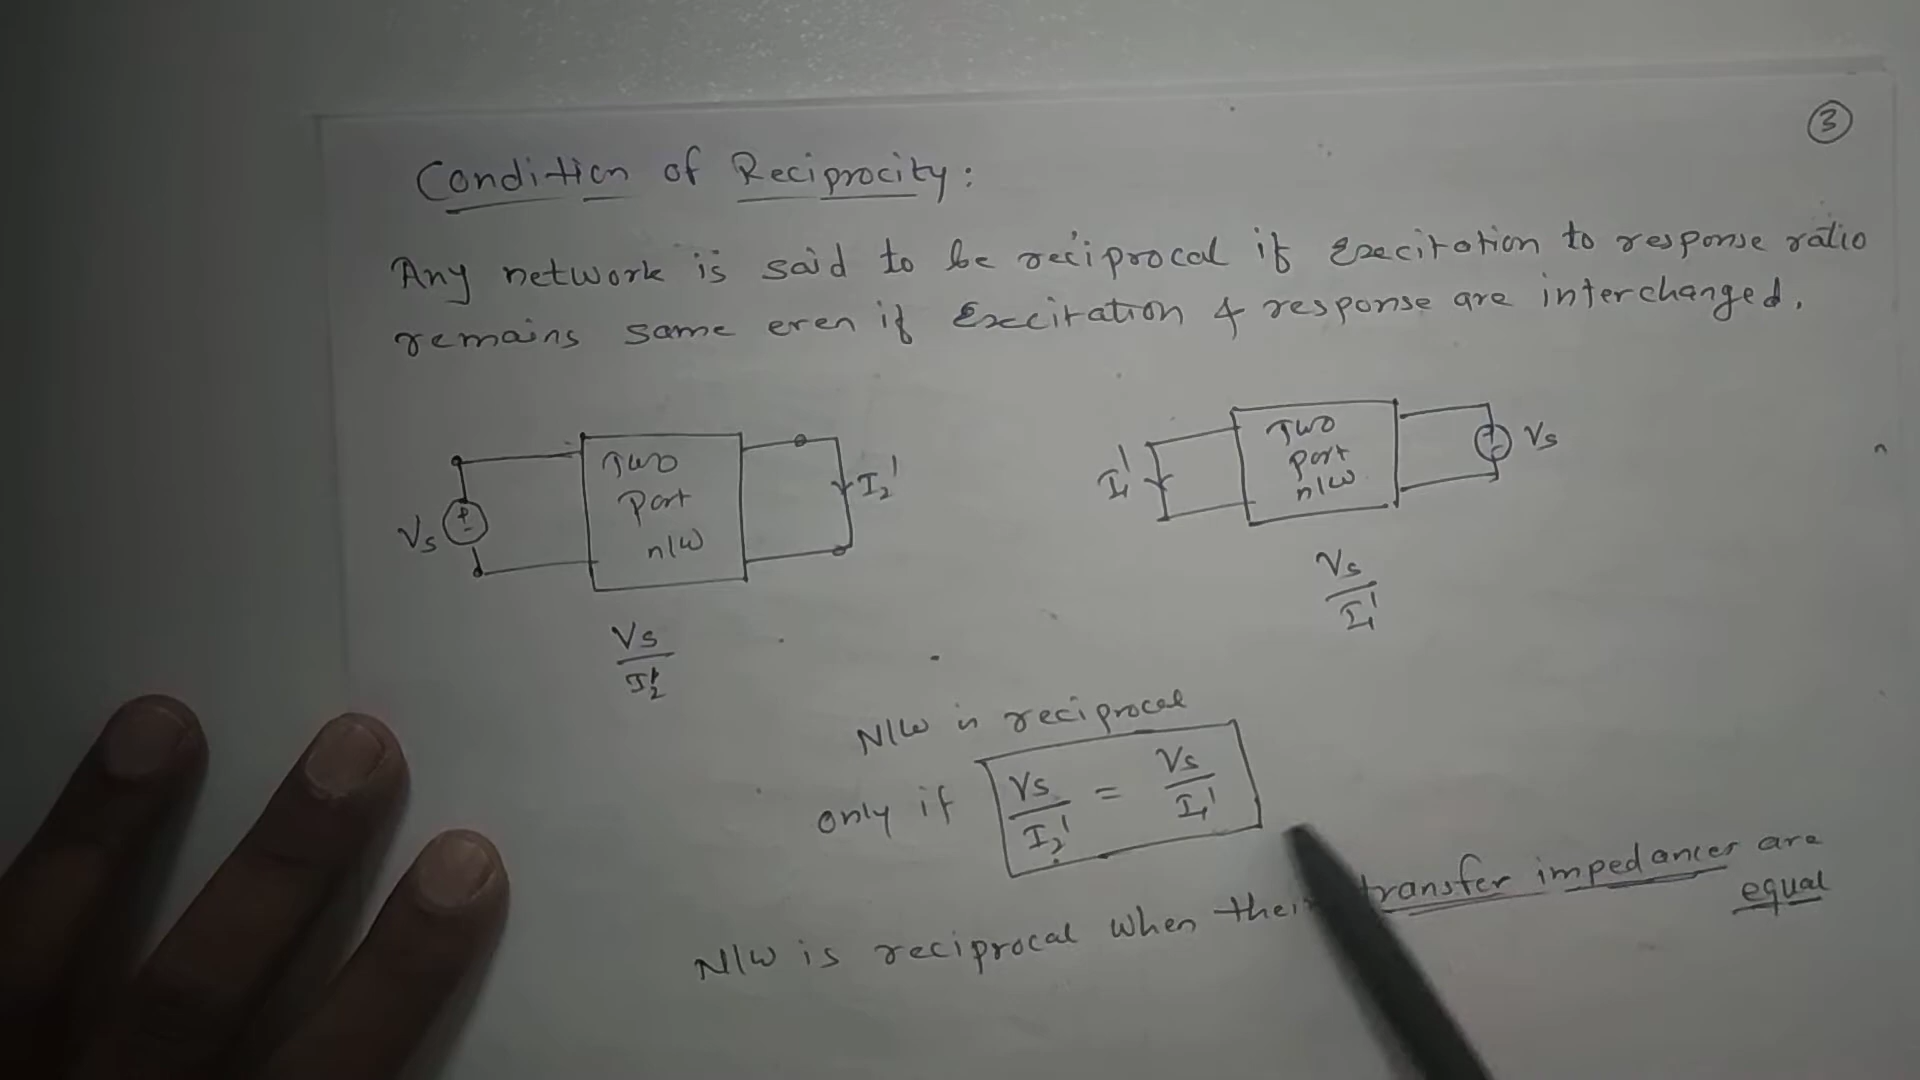 3
Condition of Reciprocity:
Any network is said to be reciprocal if Excitation to response ratio
remains same even if Excitation & response are interchanged.
Vs
+
-
Two
Port
n/w
I2'
I1'
Two
port
n/w
Vs
Vs
I2'
Vs
I1'
N/W is reciprocal
only if Vs/I2' = Vs/I1'
N/W is reciprocal when their transfer impedances are
equal